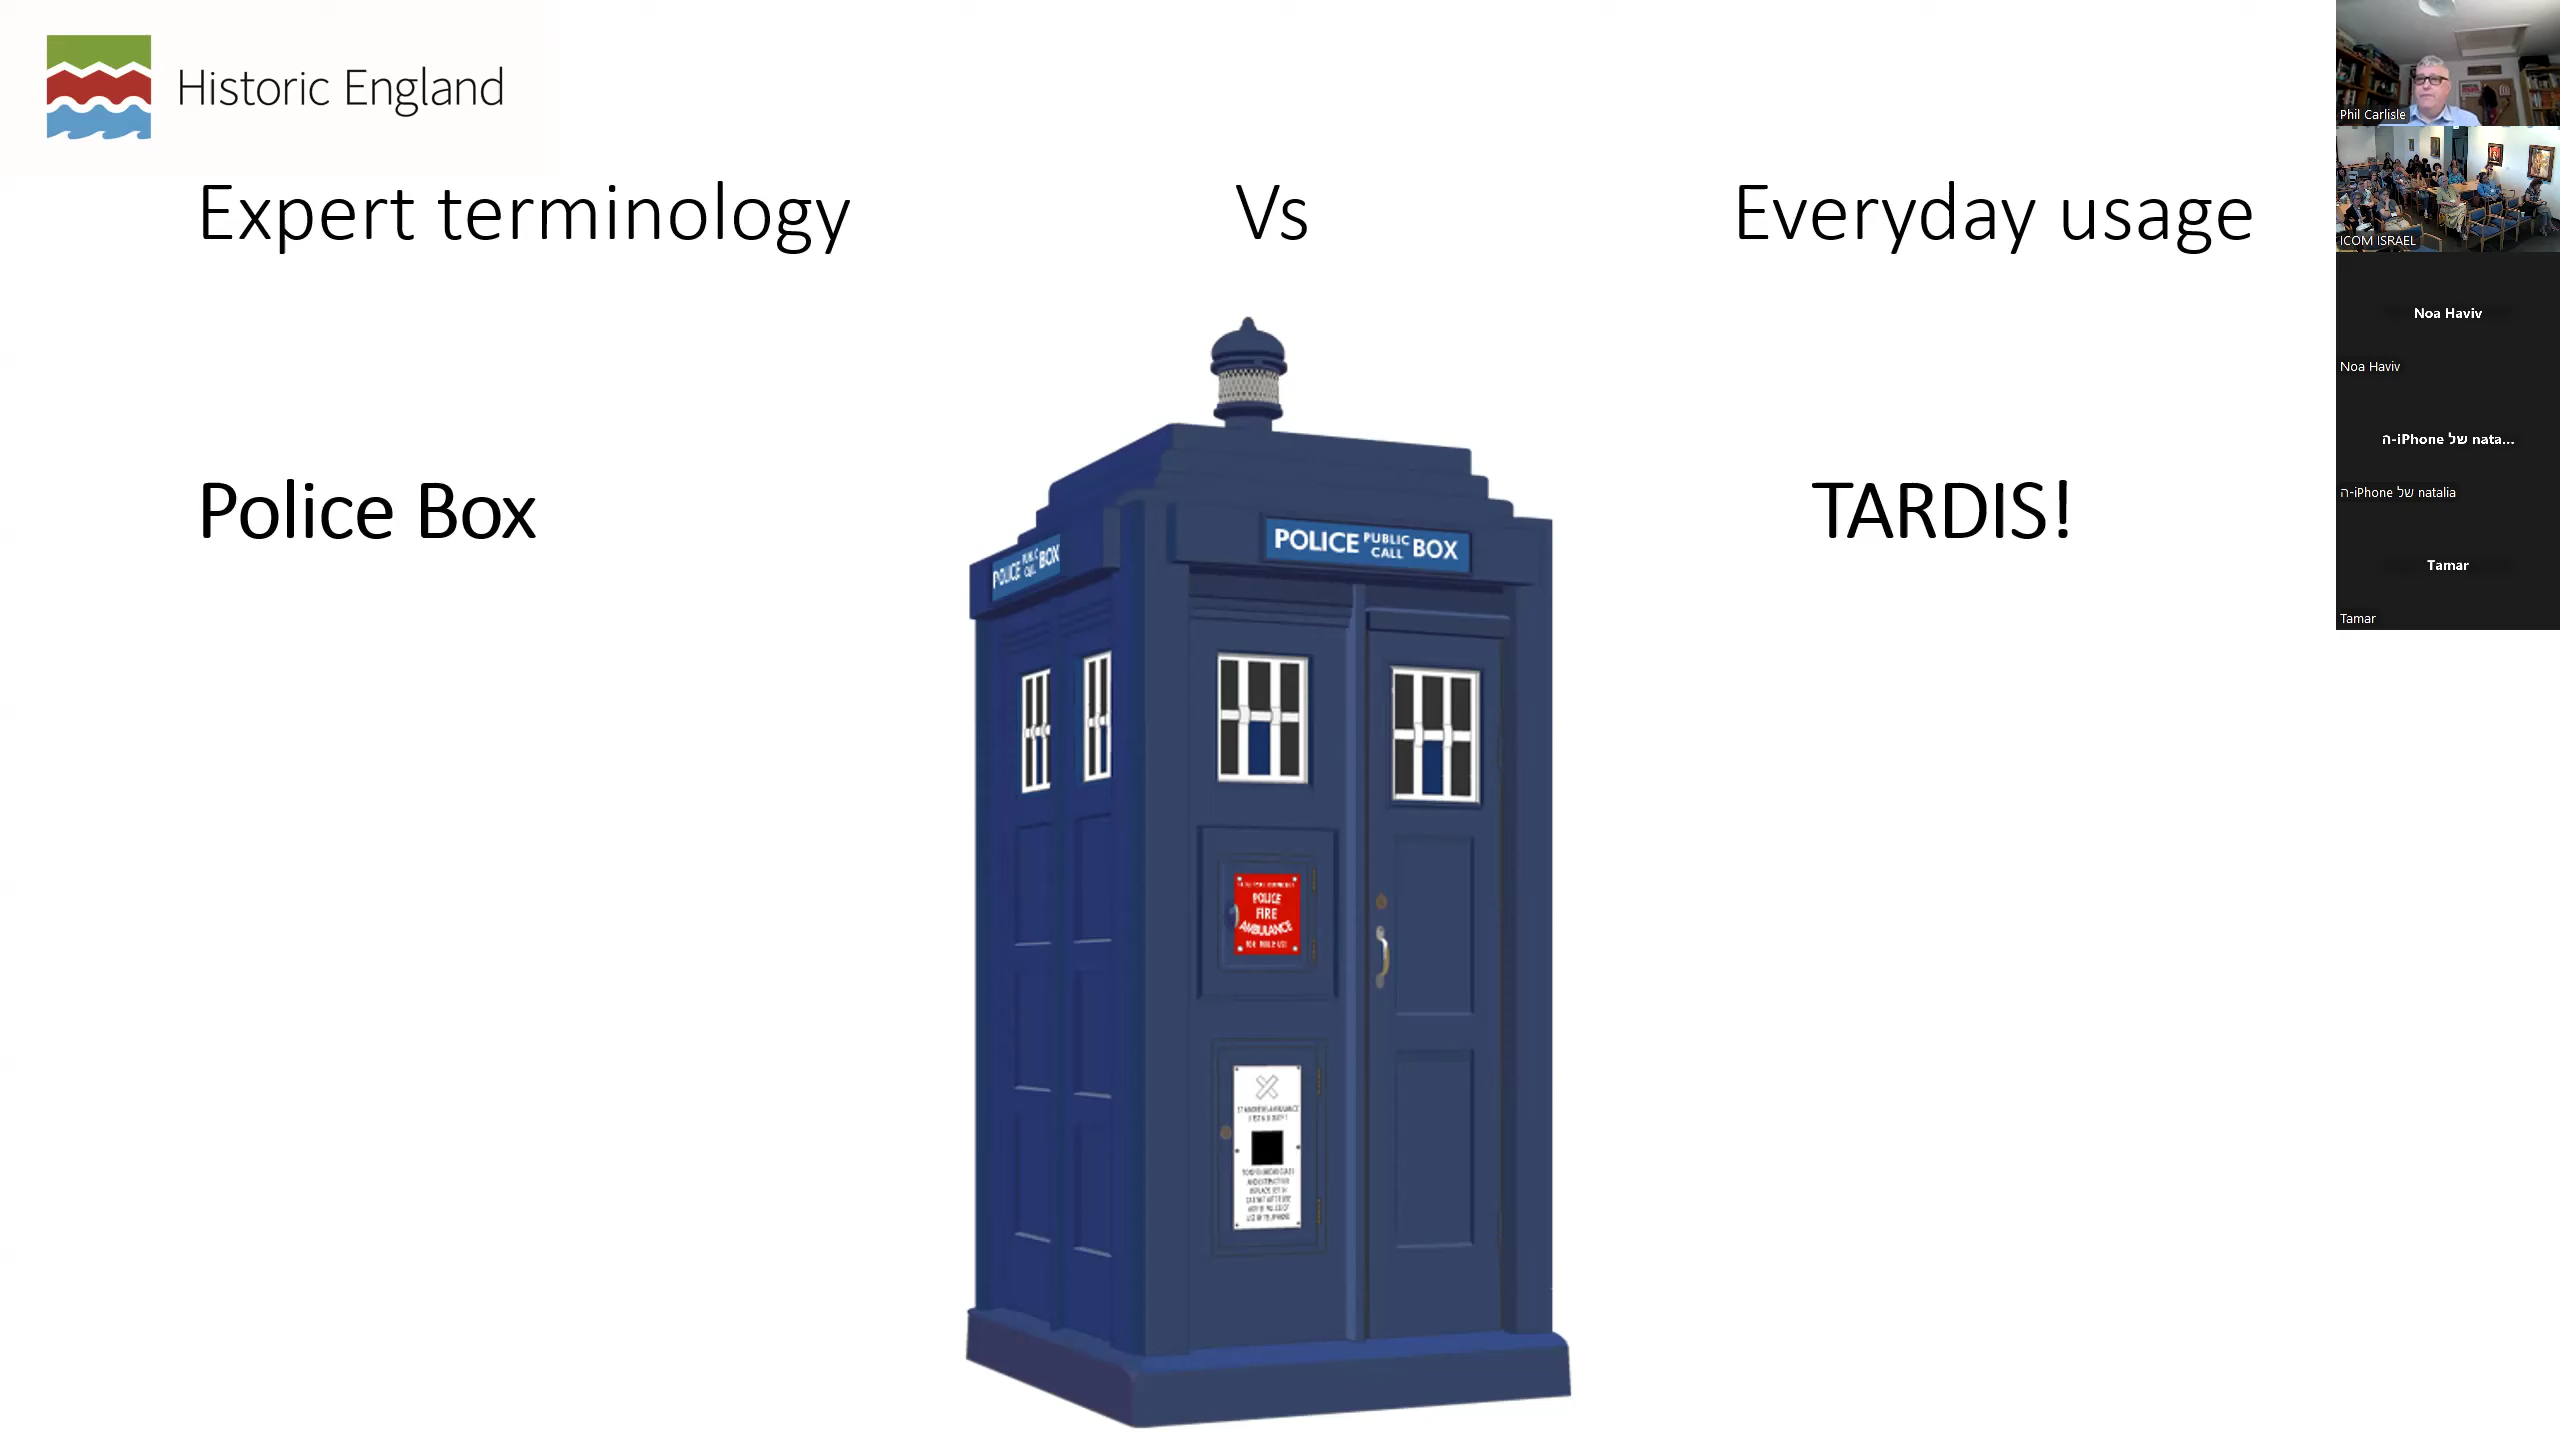 Historic England
Expert terminology
Vs
Everyday usage
Police Box
TARDIS!
POLICE PUBLIC CALL BOX
POLICE PUBLIC CALL BOX
POLICE
FIRE
AMBULANCE
Phil Carlisle
ICOM ISRAEL
Noa Haviv
Noa Haviv
ה-iPhone של nata...
ה-iPhone של natalia
Tamar
Tamar